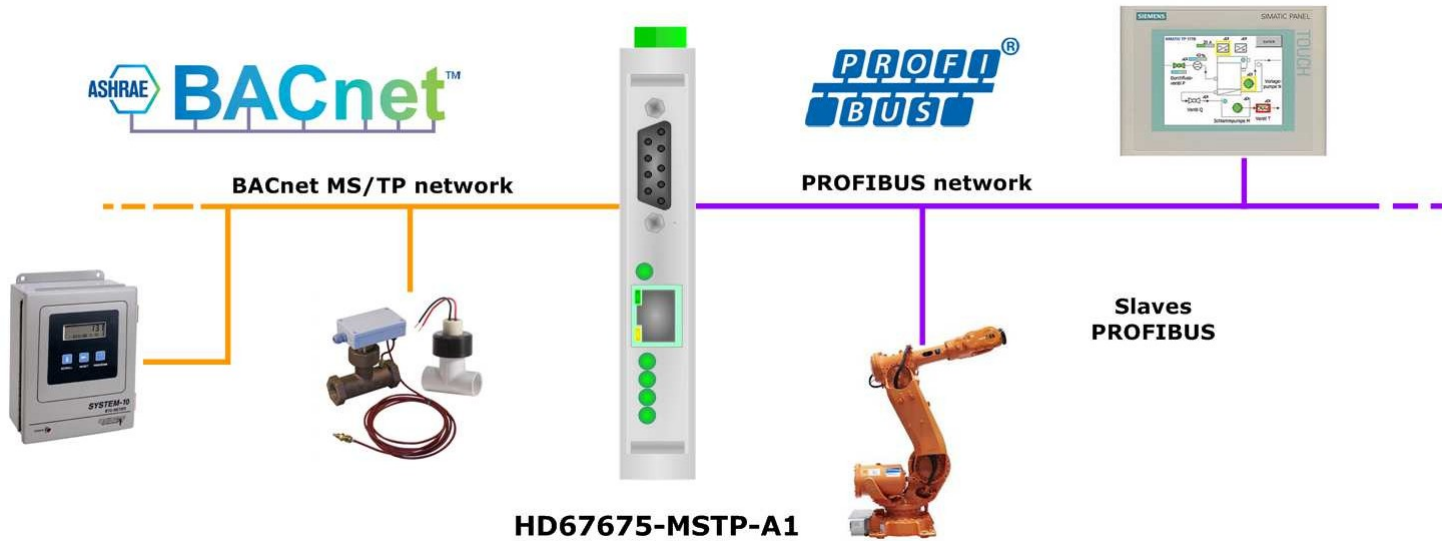 SIEMENS
SIMATIC PANEL
TOUCH
ASHRAE BACnet™
PROFI®
BUS
BACnet MS/TP network
PROFIBUS network
Slaves
PROFIBUS
SYSTEM-10
HD67675-MSTP-A1